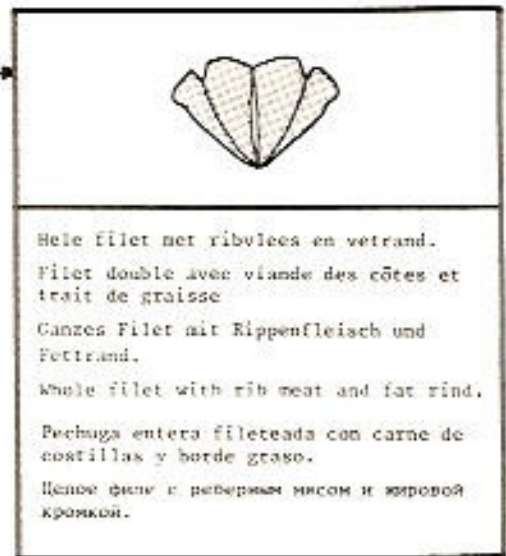 Hele filet met ribvlees en vetrand.
Filet double avec viande des côtes et
trait de graisse
Ganzes Filet mit Rippenfleisch und
Fettrand.
Whole filet with rib meat and fat rind.
Pechuga entera fileteada con carne de
costillas y borde graso.
Целое филе с реберным мясом и жировой
кромкой.